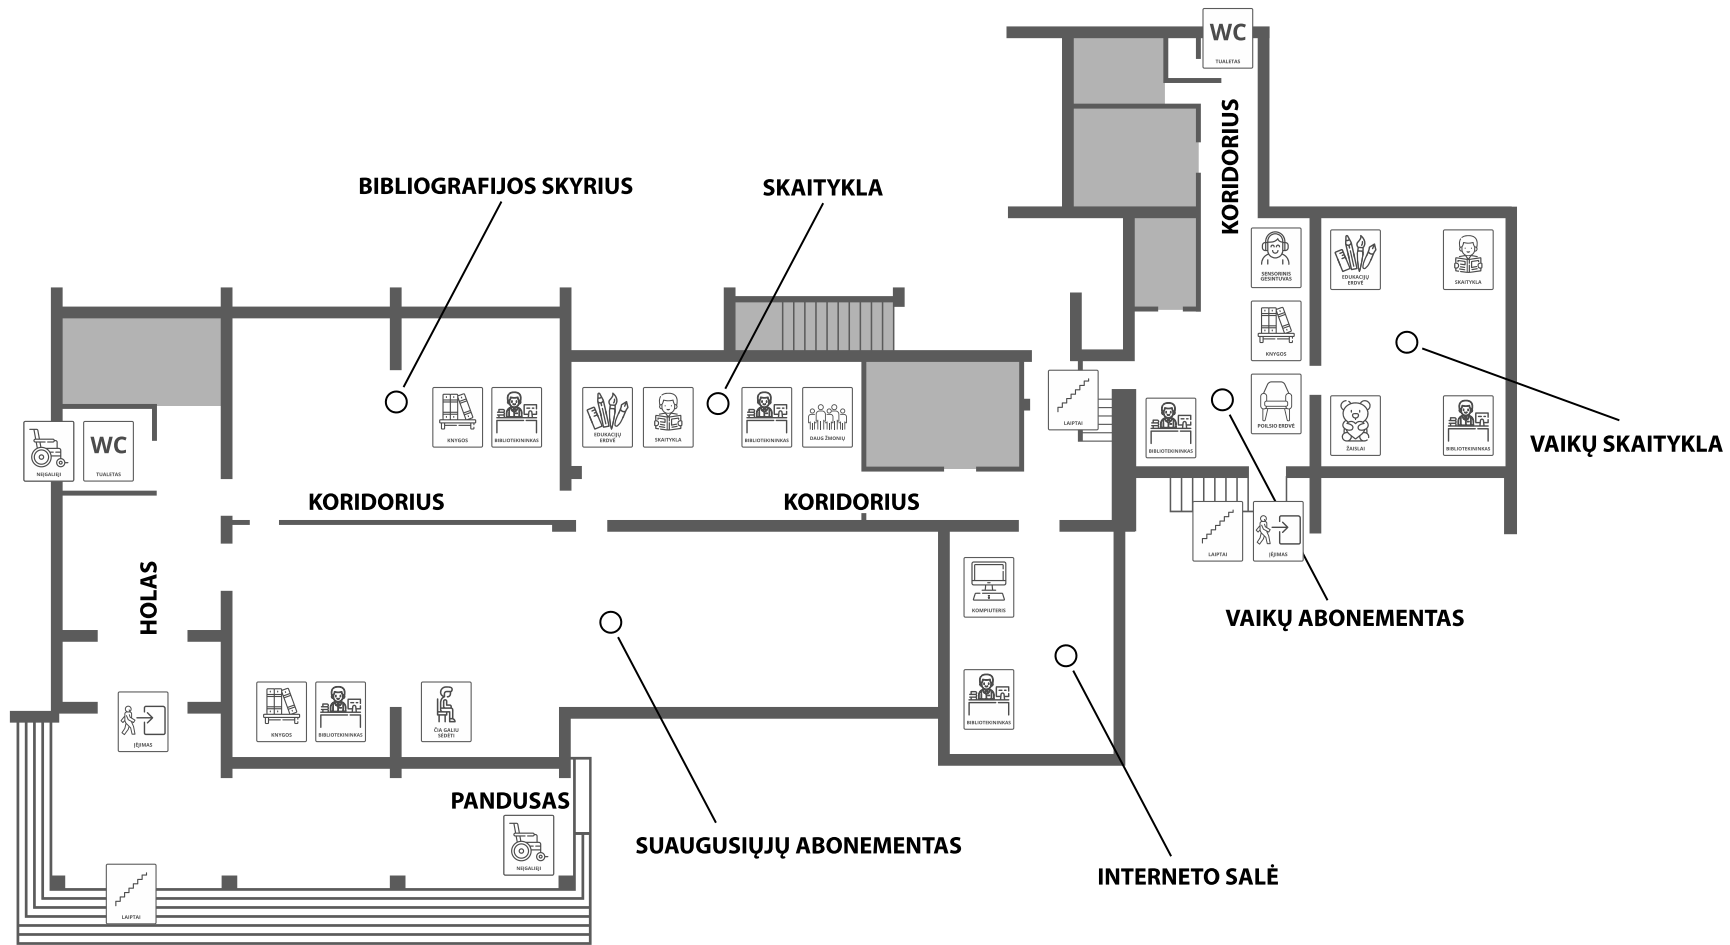 WC
TUALETAS
KORIDORIUS
BIBLIOGRAFIJOS SKYRIUS
SKAITYKLA
SENSORINIS
GESINTUVAS
EDUKACIJŲ
ERDVĖ
SKAITYKLA
KNYGOS
POILSIO ERDVĖ
ŽAISLAI
BIBLIOTEKININKAS
VAIKŲ SKAITYKLA
BIBLIOTEKININKAS
LAIPTAI
KNYGOS
BIBLIOTEKININKAS
EDUKACIJŲ
ERDVĖ
SKAITYKLA
BIBLIOTEKININKAS
DAUG ŽMONIŲ
NEĮGALIEJI
WC
TUALETAS
KORIDORIUS
KORIDORIUS
LAIPTAI
ĮĖJIMAS
HOLAS
KOMPIUTERIS
VAIKŲ ABONEMENTAS
KNYGOS
BIBLIOTEKININKAS
ČIA GALIU
SĖDĖTI
BIBLIOTEKININKAS
ĮĖJIMAS
PANDUSAS
NEĮGALIEJI
SUAUGUSIŲJŲ ABONEMENTAS
INTERNETO SALĖ
LAIPTAI